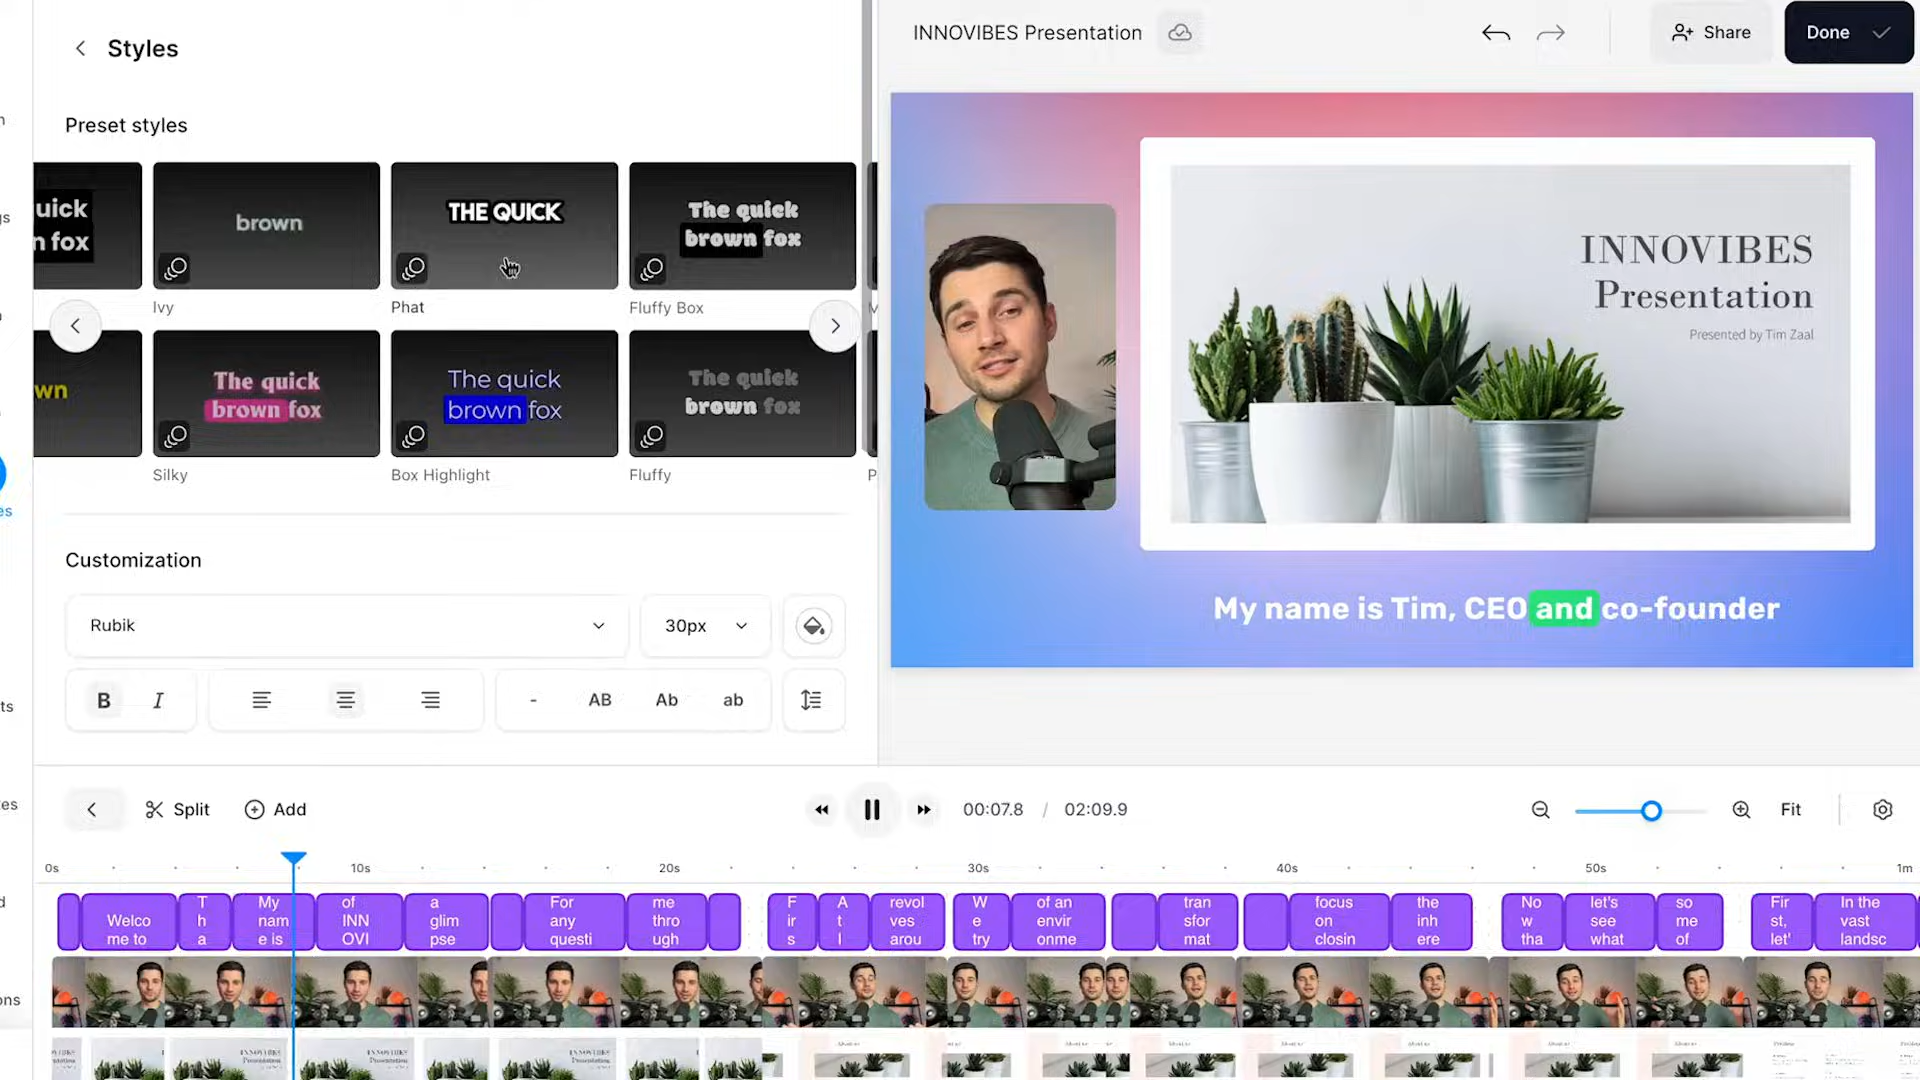 Styles
INNOVIBES Presentation
Share
Done
Preset styles
uick
n fox
brown
THE QUICK
The quick
brown fox
Ivy
Phat
Fluffy Box
wn
The quick
brown fox
The quick
brown fox
The quick
brown fox
Silky
Box Highlight
Fluffy
P
INNOVIBES
Presentation
Presented by Tim Zaal
My name is Tim, CEO and co-founder
Customization
Rubik
30px
B
I
-
AB
Ab
ab
Split
Add
00:07.8 / 02:09.9
Fit
0s
10s
20s
30s
40s
50s
1m
Welco
me to
T
h
a
My
nam
e is
of
INN
OVI
a
glim
pse
For
any
questi
me
thro
ugh
F
ir
s
A
t
I
revol
ves
arou
W
e
try
of an
envir
onme
tran
sfor
mat
focus
on
closin
the
inh
ere
No
w
tha
let's
see
what
so
me
of
Fir
st,
let'
In the
vast
landsc